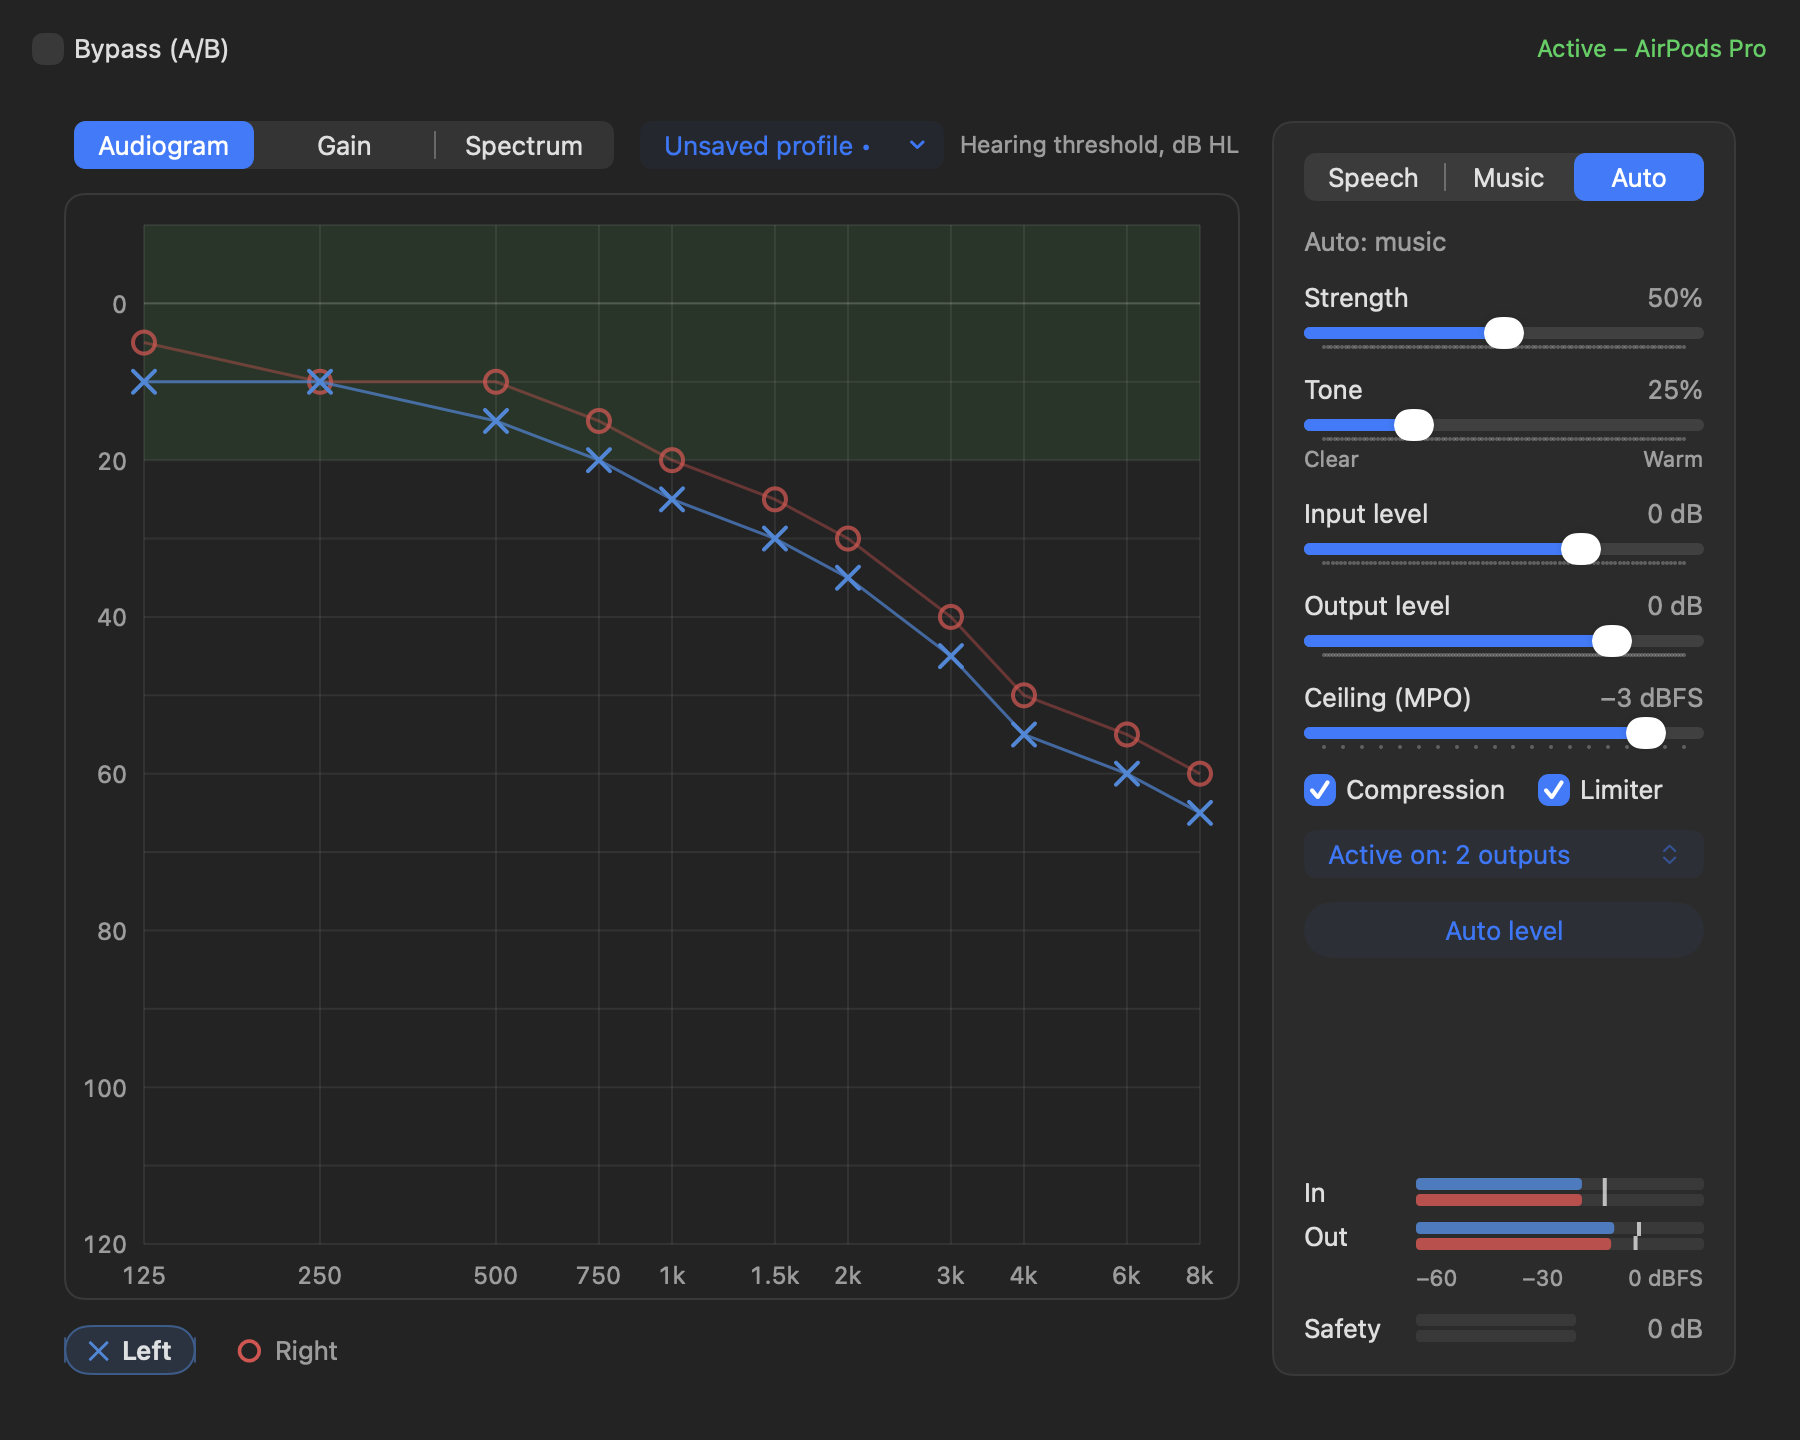 Bypass (A/B)
Active – AirPods Pro
Audiogram
Gain
Spectrum
Unsaved profile •
Hearing threshold, dB HL
0
20
40
60
80
100
120
125
250
500
750
1k
1.5k
2k
3k
4k
6k
8k
Left
Right
Speech
Music
Auto
Auto: music
Strength 50%
Tone 25%
Clear Warm
Input level 0 dB
Output level 0 dB
Ceiling (MPO) −3 dBFS
Compression
Limiter
Active on: 2 outputs
Auto level
In
Out
−60 −30 0 dBFS
Safety 0 dB